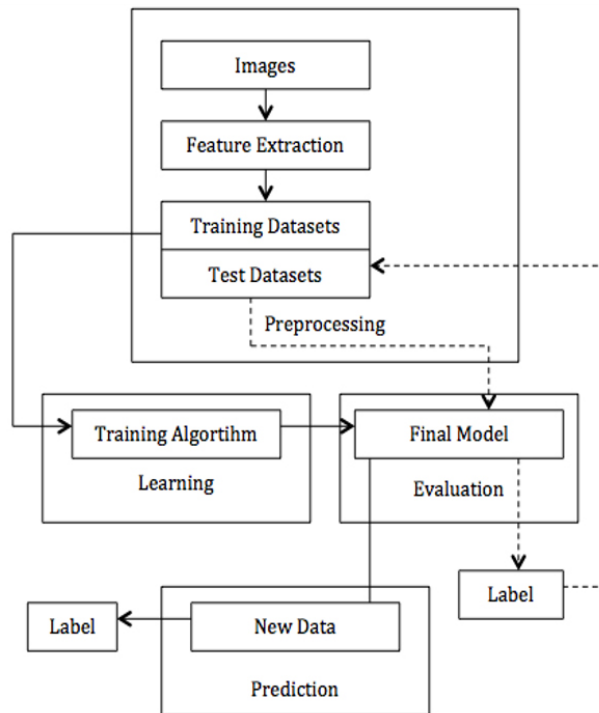 Images
Feature Extraction
Training Datasets
Test Datasets
Preprocessing
Training Algortihm
Learning
Final Model
Evaluation
Label
Label
New Data
Prediction